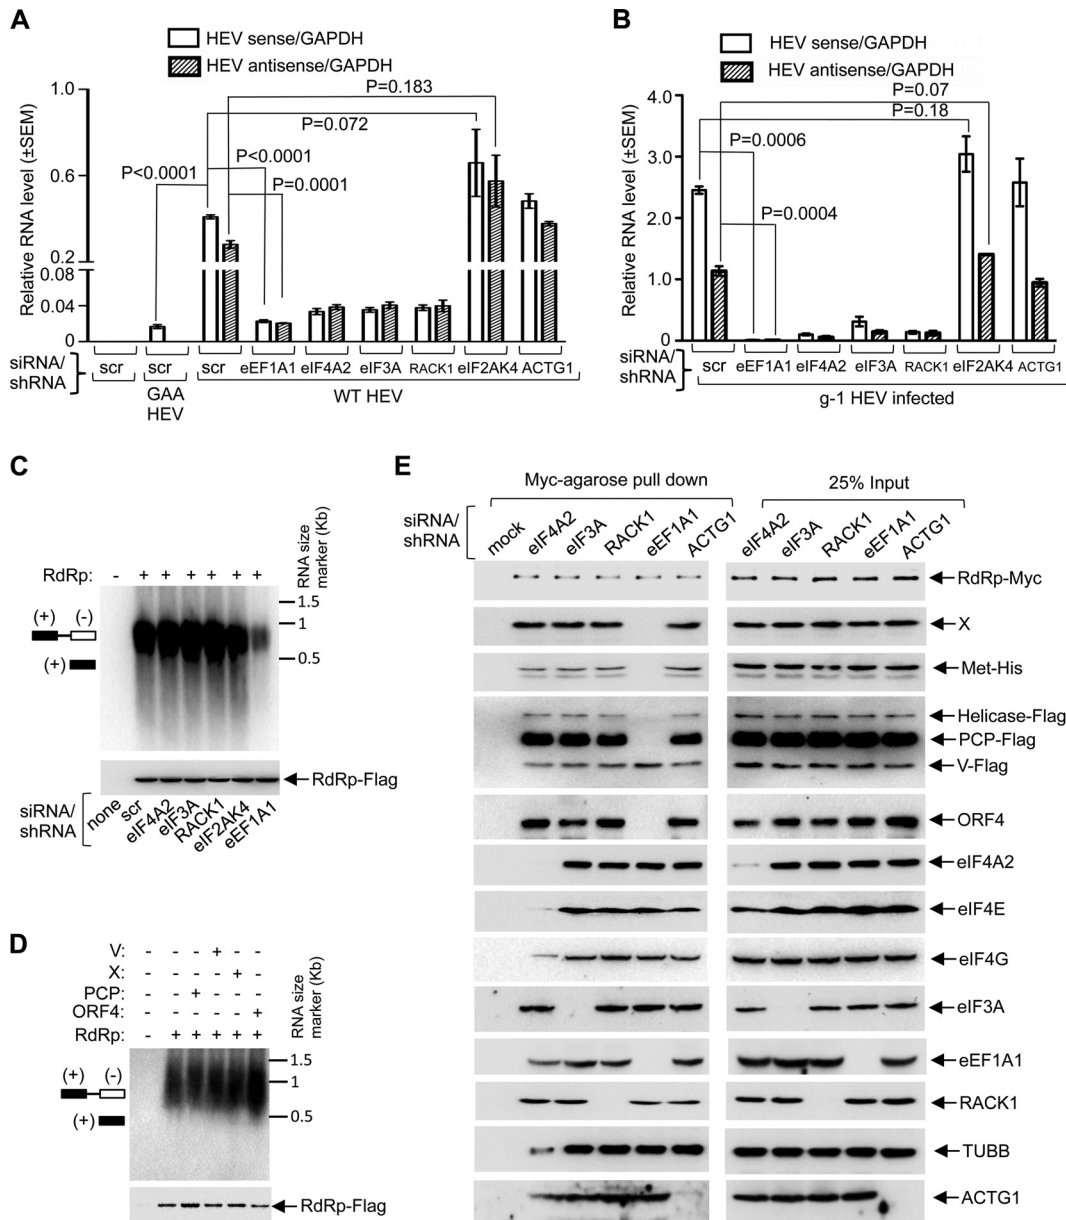 A
HEV sense/GAPDH
HEV antisense/GAPDH
Relative RNA level (±SEM)
1.0
0.6
0.2
0.08
0.04
0
P<0.0001
P<0.0001
P=0.0001
P=0.072
P=0.183
siRNA/
shRNA
scr scr scr eEF1A1 eIF4A2 eIF3A RACK1 eIF2AK4 ACTG1
GAA
HEV
WT HEV
B
HEV sense/GAPDH
HEV antisense/GAPDH
Relative RNA level (±SEM)
4.0
3.0
2.0
1.0
0
P=0.07
P=0.18
P=0.0006
P=0.0004
siRNA/
shRNA
scr eEF1A1 eIF4A2 eIF3A RACK1 eIF2AK4 ACTG1
g-1 HEV infected
C
RdRp: - + + + + + +
RNA size
marker (Kb)
1.5
1
0.5
(+) (-)
(+)
RdRp-Flag
siRNA/
shRNA
none scr eIF4A2 eIF3A RACK1 eIF2AK4 eEF1A1
D
V: - - - + - -
X: - - - - + -
PCP: - - + - - -
ORF4: - - - - - +
RdRp: - + + + + +
RNA size
marker (Kb)
1.5
1
0.5
(+) (-)
(+)
RdRp-Flag
E
Myc-agarose pull down
25% Input
siRNA/
shRNA
mock eIF4A2 eIF3A RACK1 eEF1A1 ACTG1
eIF4A2 eIF3A RACK1 eEF1A1 ACTG1
RdRp-Myc
X
Met-His
Helicase-Flag
PCP-Flag
V-Flag
ORF4
eIF4A2
eIF4E
eIF4G
eIF3A
eEF1A1
RACK1
TUBB
ACTG1